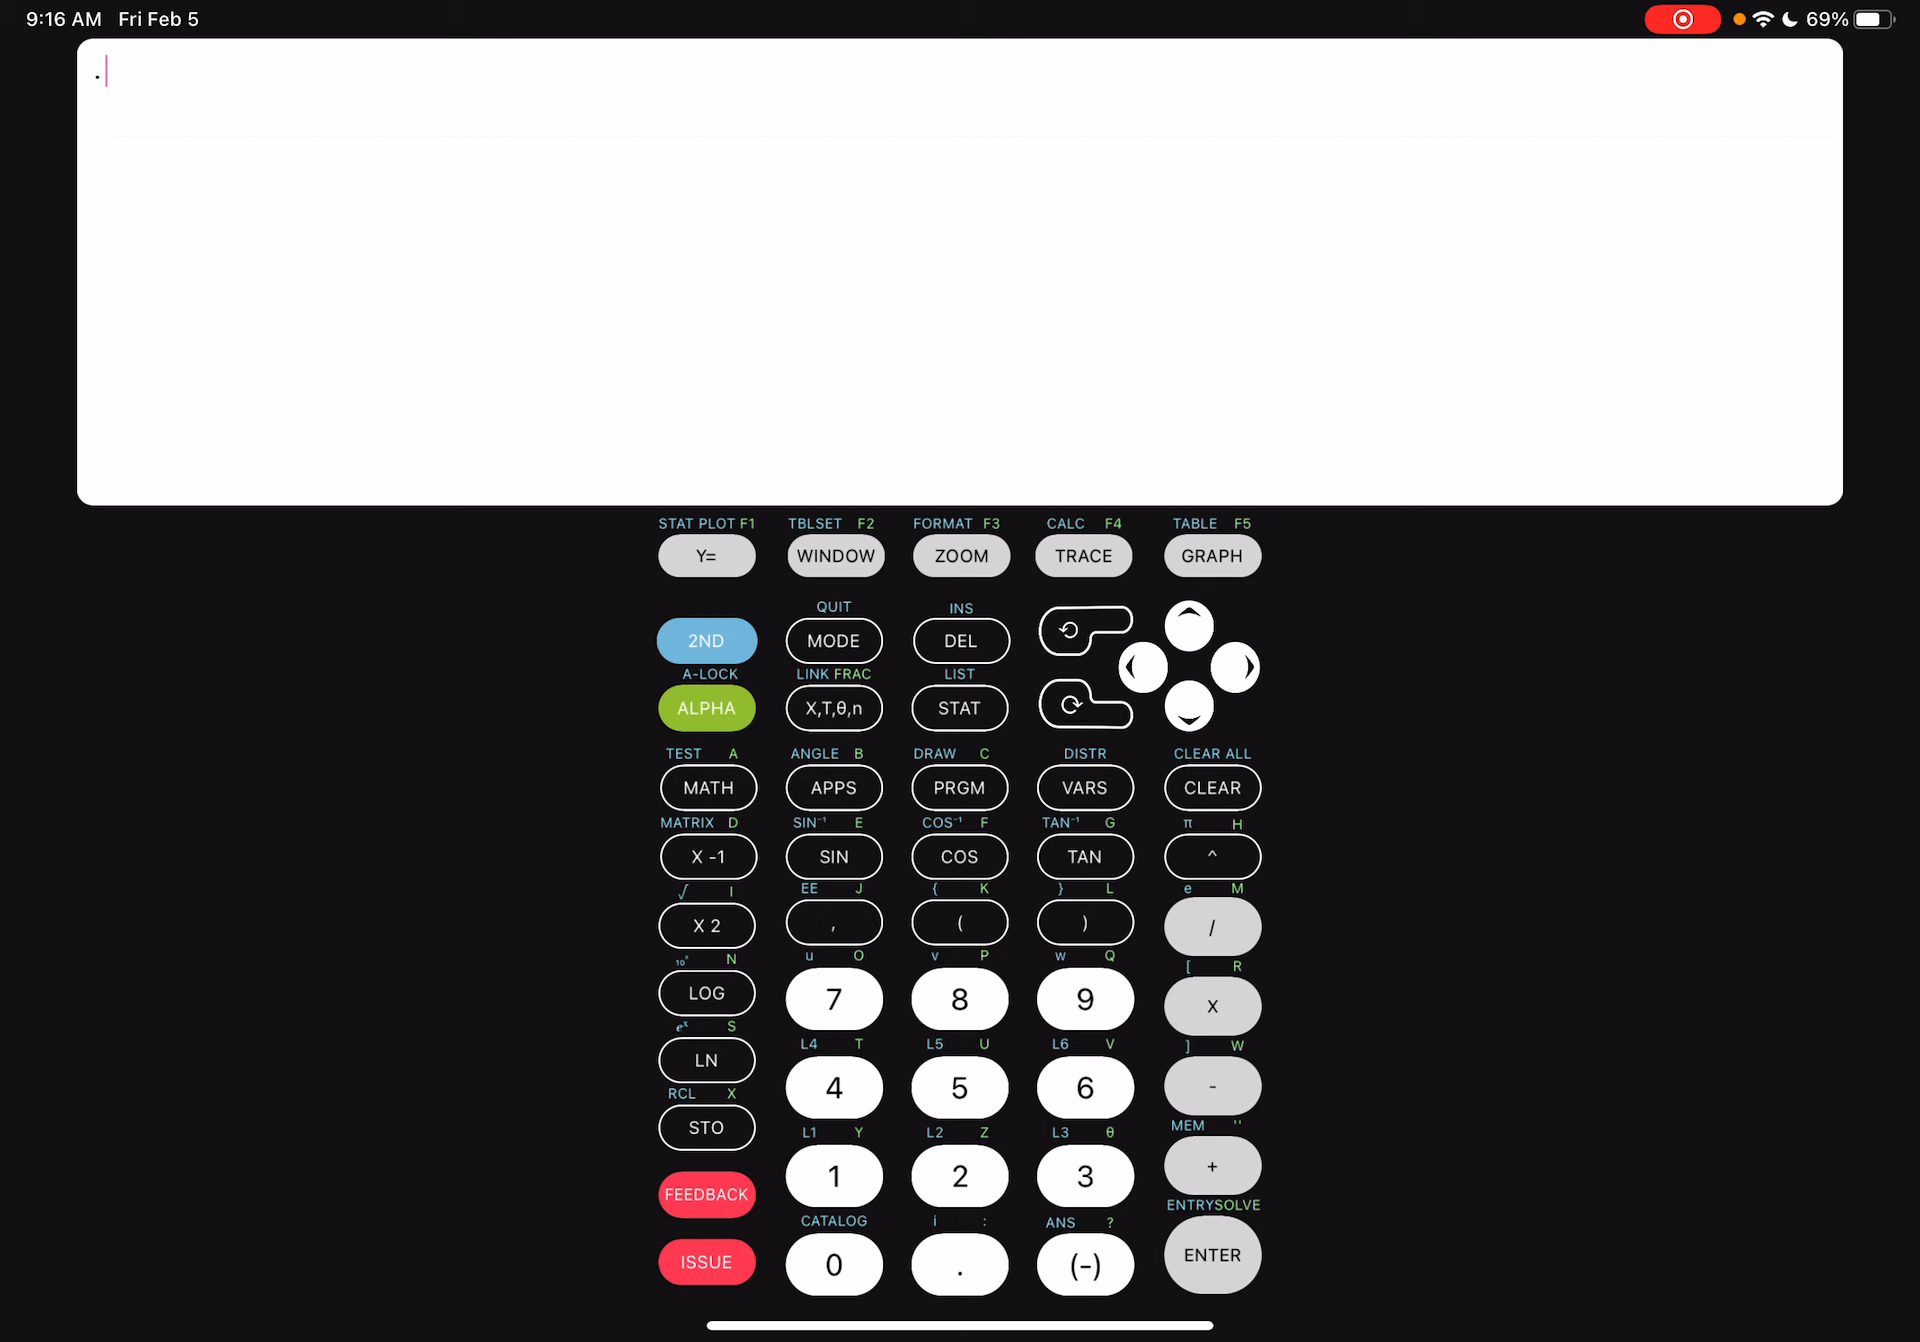 9:16 AM Fri Feb 5 69%
.
STAT PLOT F1 TBLSET F2 FORMAT F3 CALC F4 TABLE F5
Y= WINDOW ZOOM TRACE GRAPH
QUIT INS
2ND MODE DEL
A-LOCK LINK FRAC LIST
ALPHA X,T,θ,n STAT
TEST A ANGLE B DRAW C DISTR CLEAR ALL
MATH APPS PRGM VARS CLEAR
MATRIX D SIN⁻¹ E COS⁻¹ F TAN⁻¹ G π H
X -1 SIN COS TAN ^
√ I EE J { K } L e M
X 2 , ( ) /
10ˣ N u O v P w Q [ R
LOG 7 8 9 X
eˣ S L4 T L5 U L6 V ] W
LN 4 5 6 -
RCL X L1 Y L2 Z L3 θ MEM ''
STO 1 2 3 +
FEEDBACK CATALOG i : ANS ? ENTRY SOLVE
ISSUE 0 . (-) ENTER